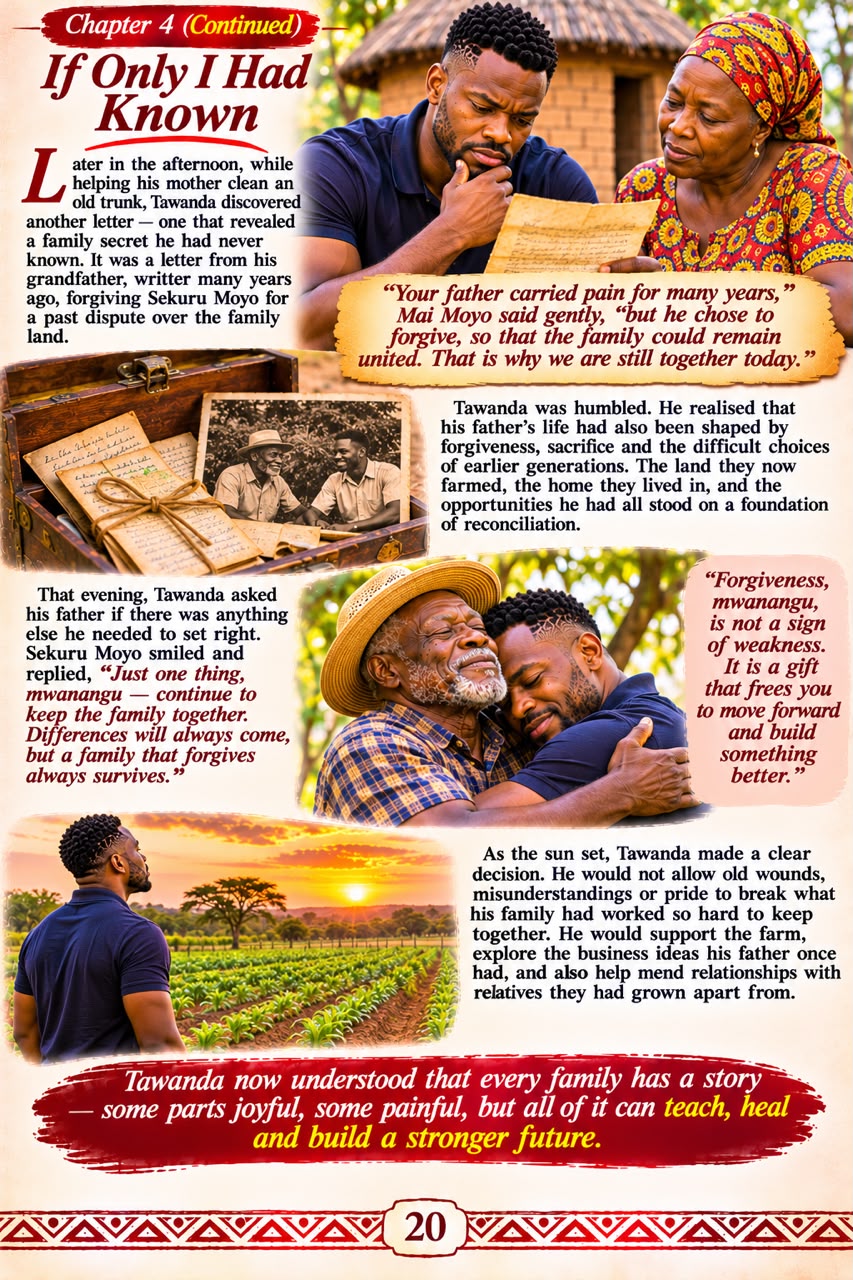 Chapter 4 (Continued)
If Only I Had
Known
Later in the afternoon, while
helping his mother clean an
old trunk, Tawanda discovered
another letter — one that revealed
a family secret he had never
known. It was a letter from his
grandfather, writter many years
ago, forgiving Sekuru Moyo for
a past dispute over the family
land.
“Your father carried pain for many years,”
Mai Moyo said gently, “but he chose to
forgive, so that the family could remain
united. That is why we are still together today.”
Tawanda was humbled. He realised that
his father’s life had also been shaped by
forgiveness, sacrifice and the difficult choices
of earlier generations. The land they now
farmed, the home they lived in, and the
opportunities he had all stood on a foundation
of reconciliation.
That evening, Tawanda asked
his father if there was anything
else he needed to set right.
Sekuru Moyo smiled and
replied, “Just one thing,
mwanangu — continue to
keep the family together.
Differences will always come,
but a family that forgives
always survives.”
“Forgiveness,
mwanangu,
is not a sign
of weakness.
It is a gift
that frees you
to move forward
and build
something
better.”
As the sun set, Tawanda made a clear
decision. He would not allow old wounds,
misunderstandings or pride to break what
his family had worked so hard to keep
together. He would support the farm,
explore the business ideas his father once
had, and also help mend relationships with
relatives they had grown apart from.
Tawanda now understood that every family has a story
— some parts joyful, some painful, but all of it can teach, heal
and build a stronger future.
20